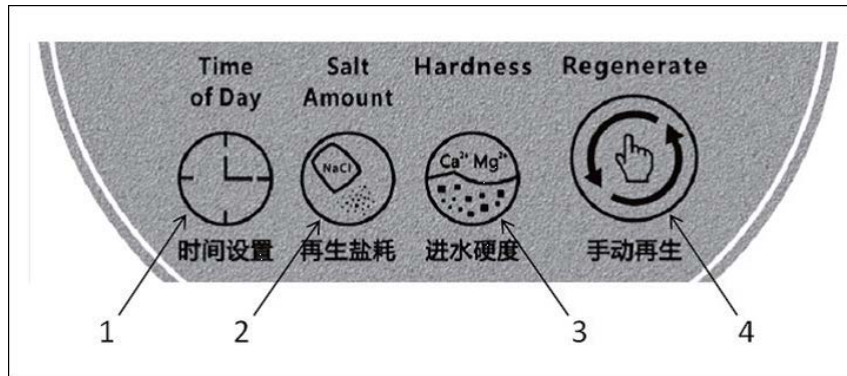 Time
of Day
Salt
Amount
Hardness
Regenerate
NaCl
Ca²⁺ Mg²⁺
时间设置
再生盐耗
进水硬度
手动再生
1
2
3
4